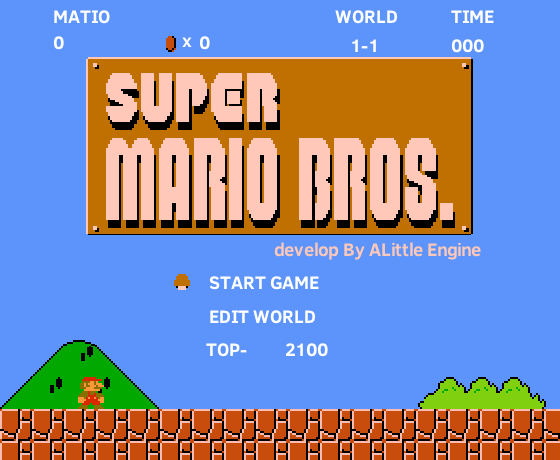 MATIO WORLD TIME
0 x 0 1-1 000
SUPER
MARIO BROS.
develop By ALittle Engine
START GAME
EDIT WORLD
TOP- 2100